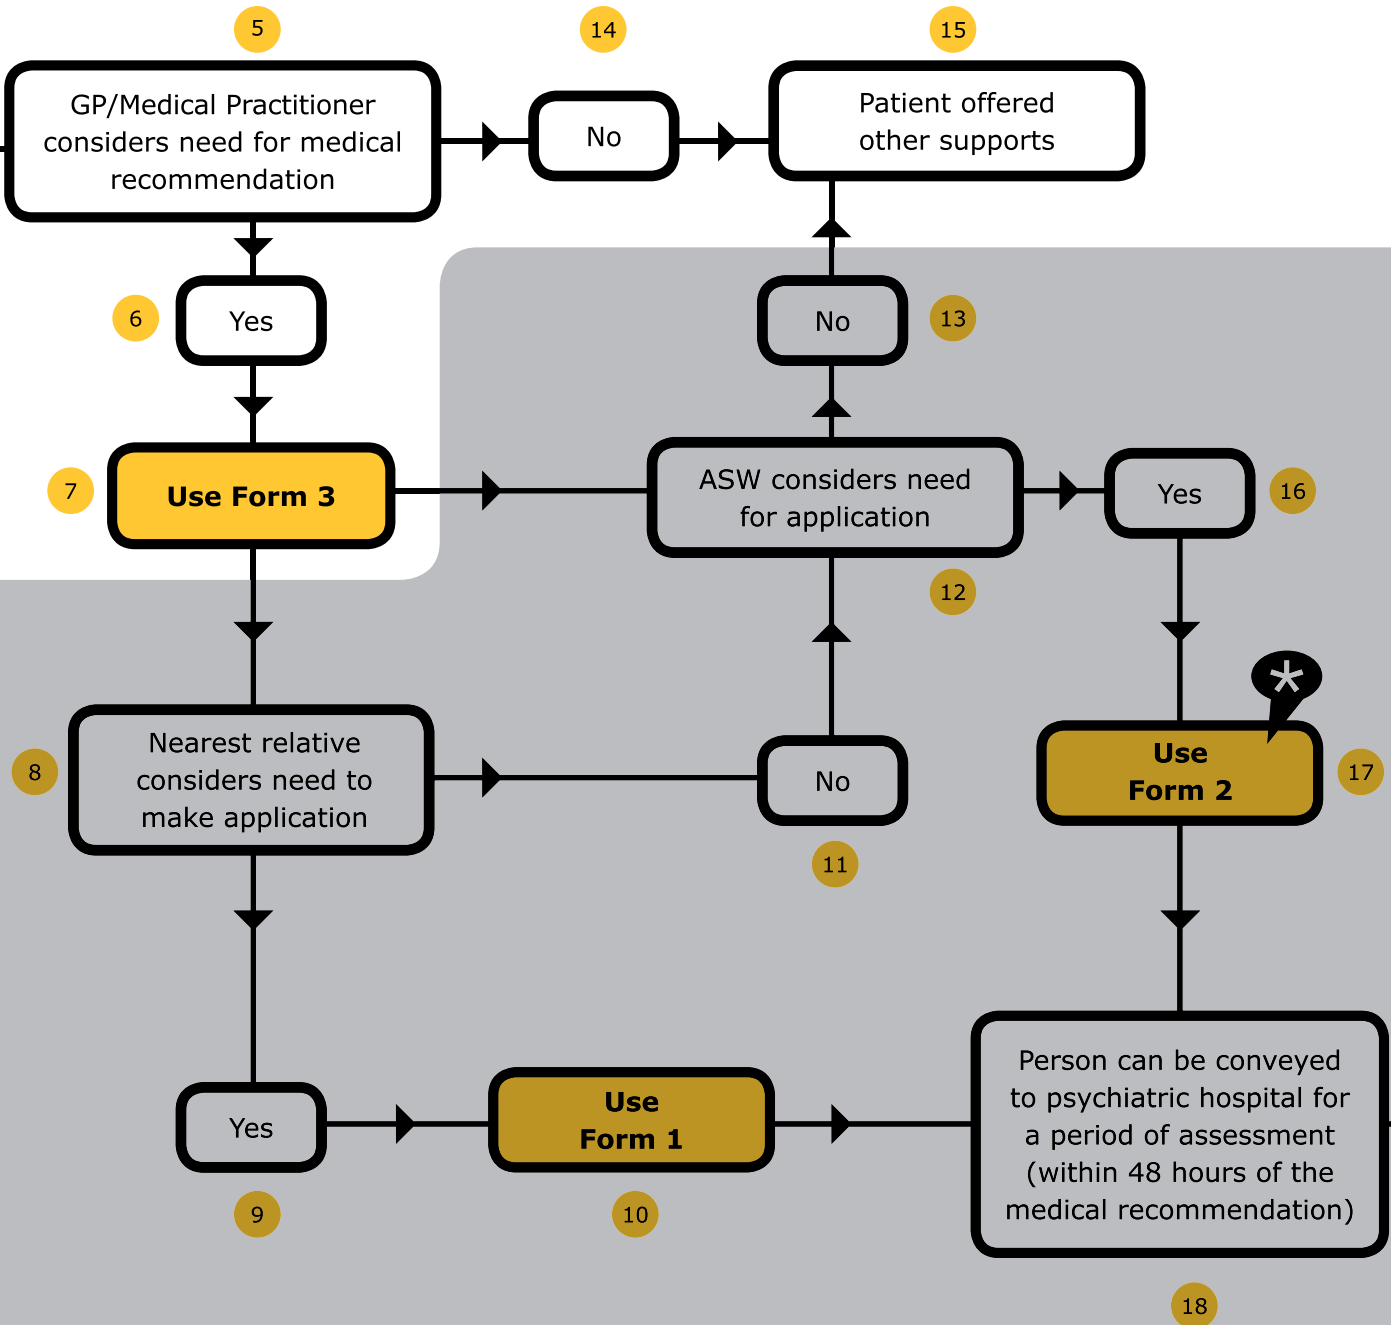 5
14
15
GP/Medical Practitioner
considers need for medical
recommendation
No
Patient offered
other supports
6
Yes
No
13
7
Use Form 3
ASW considers need
for application
Yes
16
12
*
8
Nearest relative
considers need to
make application
No
Use
Form 2
17
11
Yes
Use
Form 1
Person can be conveyed
to psychiatric hospital for
a period of assessment
(within 48 hours of the
medical recommendation)
9
10
18